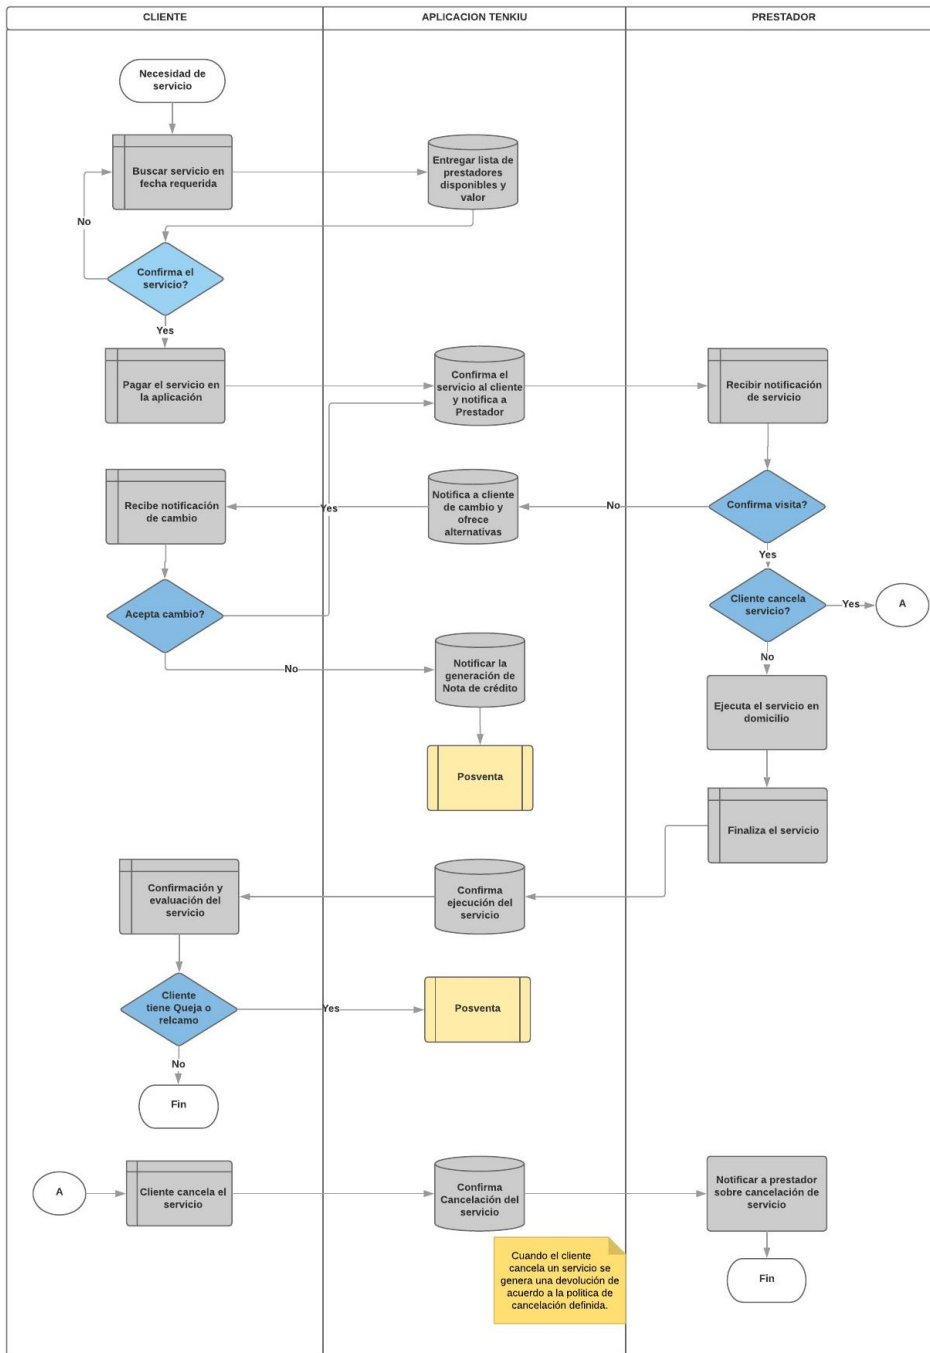 CLIENTE
APLICACION TENKIU
PRESTADOR
Necesidad de
servicio
Buscar servicio en
fecha requerida
Entregar lista de
prestadores
disponibles y
valor
No
Confirma el
servicio?
Yes
Pagar el servicio en
la aplicación
Confirma el
servicio al cliente
y notifica a
Prestador
Recibir notificación
de servicio
Recibe notificación
de cambio
Yes
Notifica a cliente
de cambio y
ofrece
alternativas
No
Confirma visita?
Yes
Acepta cambio?
Cliente cancela
servicio?
Yes
A
No
Notificar la
generación de
Nota de crédito
No
Ejecuta el servicio en
domicilio
Posventa
Finaliza el servicio
Confirmación y
evaluación del
servicio
Confirma
ejecución del
servicio
Cliente
tiene Queja o
relcamo
Yes
Posventa
No
Fin
A
Cliente cancela el
servicio
Confirma
Cancelación del
servicio
Notificar a prestador
sobre cancelación de
servicio
Cuando el cliente
cancela un servicio se
genera una devolución de
acuerdo a la politica de
cancelación definida.
Fin